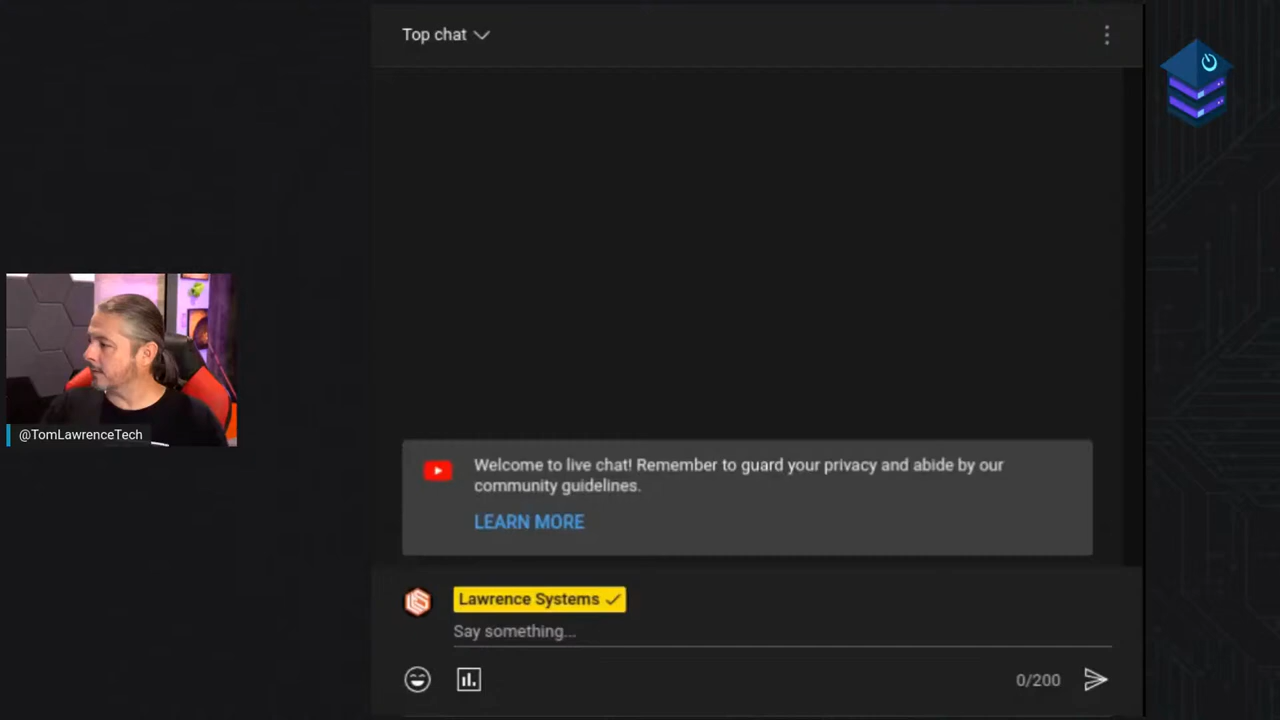 Top chat
@TomLawrenceTech
Welcome to live chat! Remember to guard your privacy and abide by our
community guidelines.
LEARN MORE
Lawrence Systems
Say something...
0/200